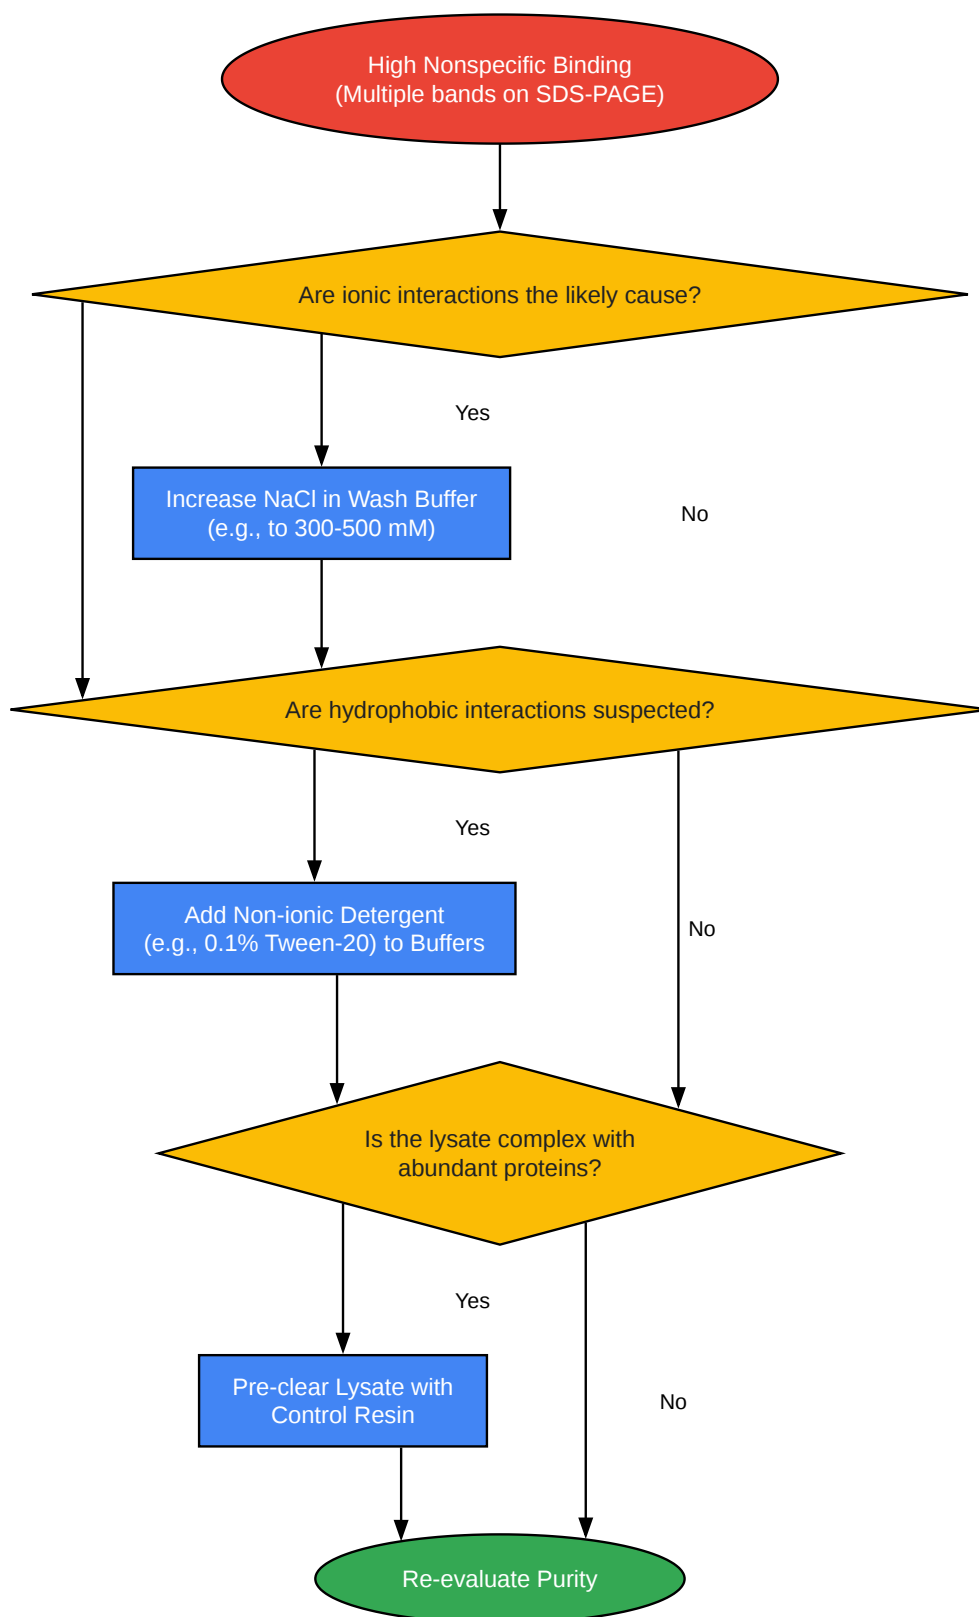 High Nonspecific Binding
(Multiple bands on SDS-PAGE)
Are ionic interactions the likely cause?
Yes
Increase NaCl in Wash Buffer
(e.g., to 300-500 mM)
No
Are hydrophobic interactions suspected?
Yes
Add Non-ionic Detergent
(e.g., 0.1% Tween-20) to Buffers
No
Is the lysate complex with
abundant proteins?
Yes
Pre-clear Lysate with
Control Resin
No
Re-evaluate Purity